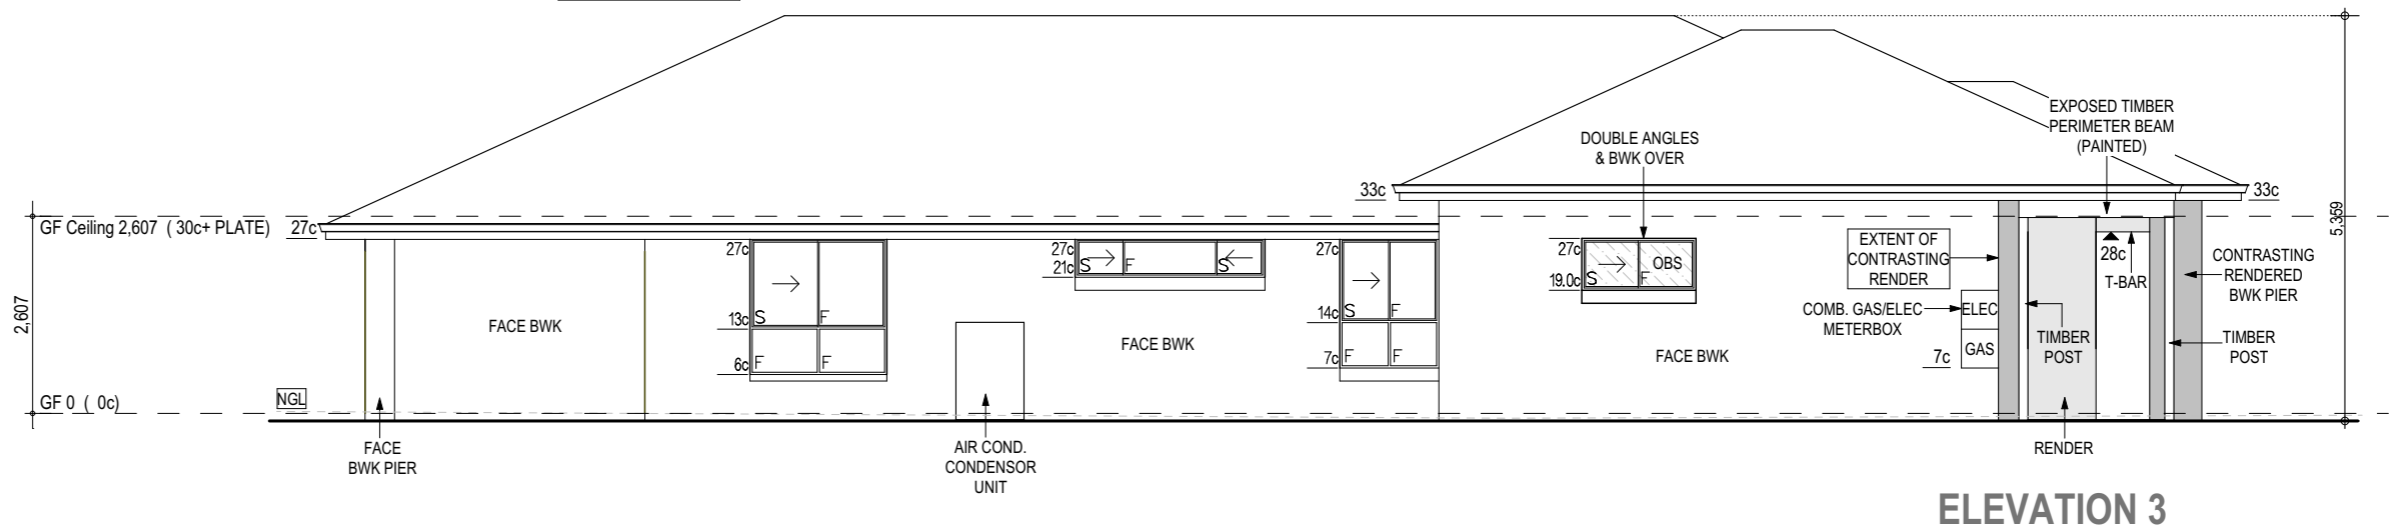 EXPOSED TIMBER
PERIMETER BEAM
(PAINTED)
DOUBLE ANGLES
& BWK OVER
33c
33c
5,359
GF Ceiling 2,607 ( 30c+ PLATE)
27c
2,607
27c
13c
6c
S
F
F
F
27c
21c
S
F
S
27c
14c
7c
S
F
F
F
27c
19.0c
S
F
OBS
EXTENT OF
CONTRASTING
RENDER
28c
T-BAR
CONTRASTING
RENDERED
BWK PIER
COMB. GAS/ELEC
METERBOX
ELEC
GAS
7c
TIMBER
POST
TIMBER
POST
FACE BWK
FACE BWK
FACE BWK
NGL
GF 0 ( 0c)
FACE
BWK PIER
AIR COND.
CONDENSOR
UNIT
RENDER
ELEVATION 3